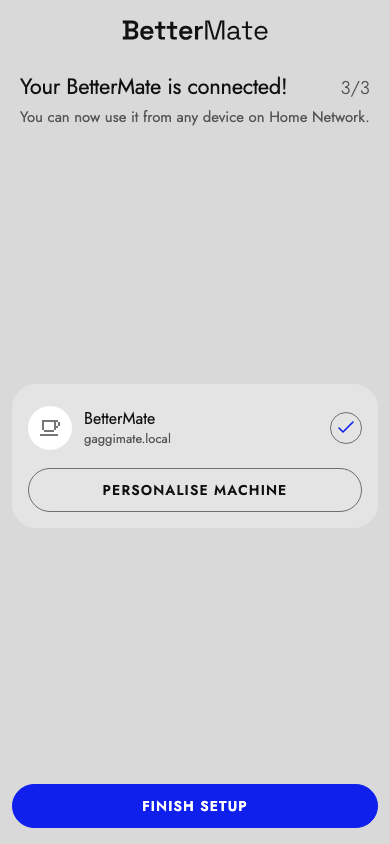 BetterMate
Your BetterMate is connected!
3/3
You can now use it from any device on Home Network.
BetterMate
gaggimate.local
PERSONALISE MACHINE
FINISH SETUP